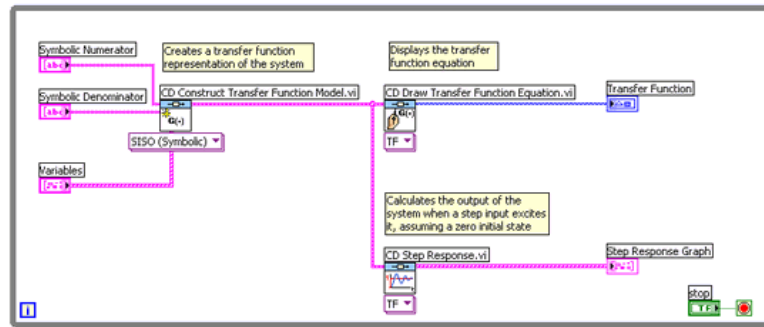 Symbolic Numerator
abc
Creates a transfer function
representation of the system
Displays the transfer
function equation
Symbolic Denominator
abc
CD Construct Transfer Function Model.vi
G(·)
SISO (Symbolic)
CD Draw Transfer Function Equation.vi
G(·)
TF
Transfer Function
Variables
Calculates the output of the
system when a step input excites
it, assuming a zero initial state
CD Step Response.vi
TF
Step Response Graph
stop
TF
i